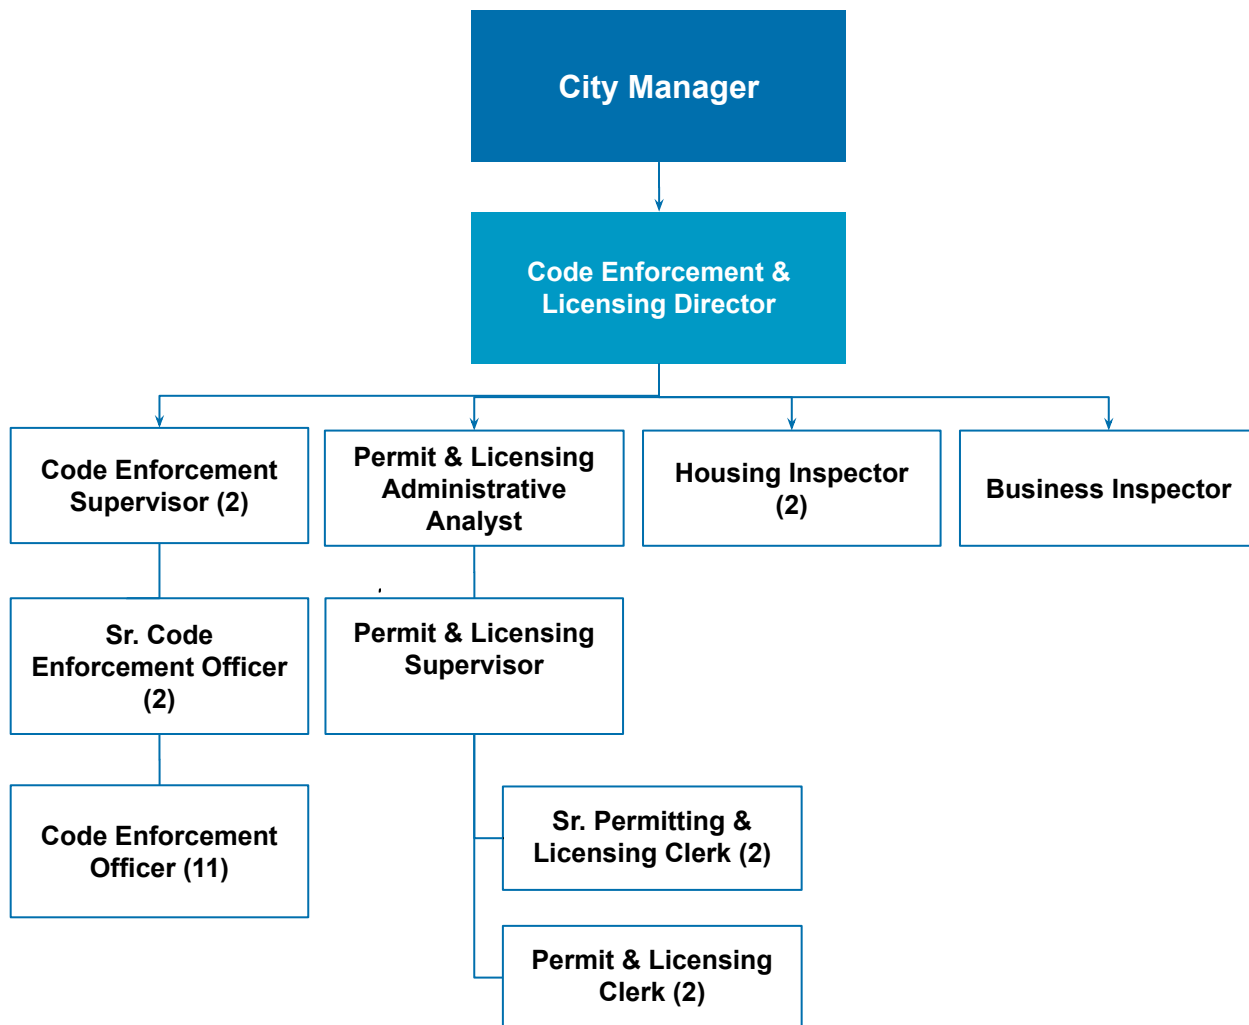 City Manager
Code Enforcement &
Licensing Director
Code Enforcement
Supervisor (2)
Permit & Licensing
Administrative
Analyst
Housing Inspector
(2)
Business Inspector
Sr. Code
Enforcement Officer
(2)
Permit & Licensing
Supervisor
Code Enforcement
Officer (11)
Sr. Permitting &
Licensing Clerk (2)
Permit & Licensing
Clerk (2)